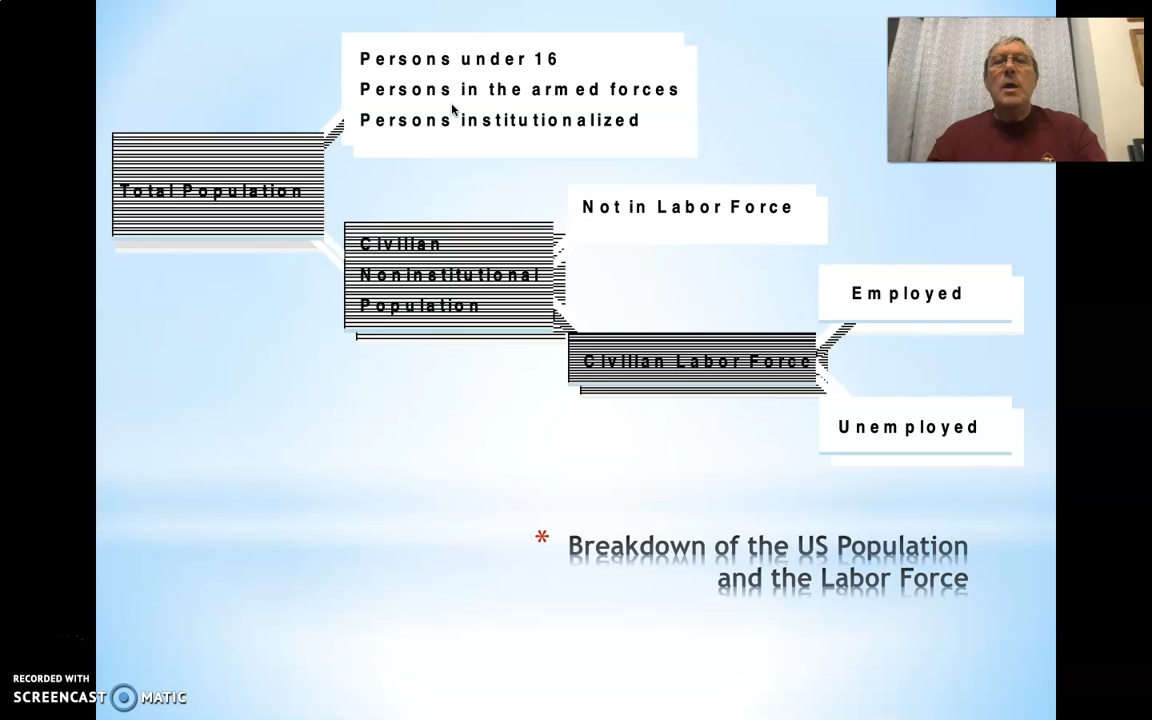 Persons under 16
Persons in the armed forces
Persons institutionalized
Total Population
Not in Labor Force
Civilian
Noninstitutional
Population
Employed
Civilian Labor Force
Unemployed
* Breakdown of the US Population
and the Labor Force
RECORDED WITH
SCREENCAST MATIC